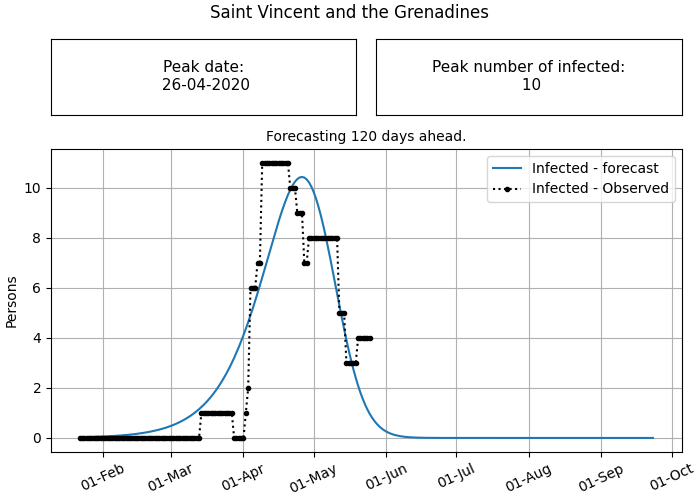 Saint Vincent and the Grenadines
Peak date:
26-04-2020
Peak number of infected:
10
Forecasting 120 days ahead.
Infected - forecast
Infected - Observed
Persons
10
8
6
4
2
0
01-Feb
01-Mar
01-Apr
01-May
01-Jun
01-Jul
01-Aug
01-Sep
01-Oct